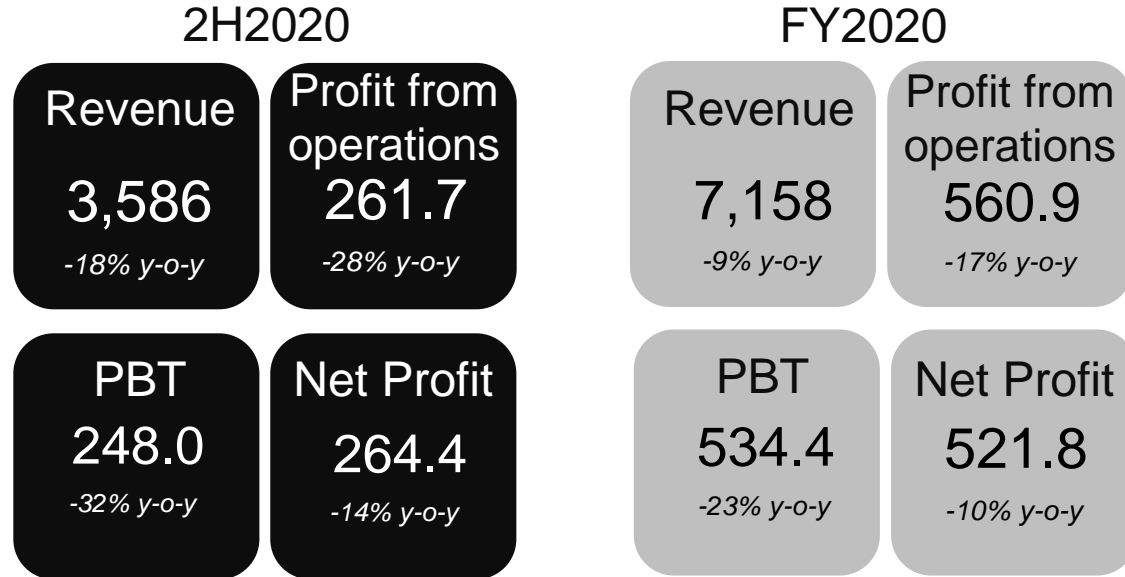 2H2020
Revenue
3,586
-18% y-o-y
Profit from
operations
261.7
-28% y-o-y
PBT
248.0
-32% y-o-y
Net Profit
264.4
-14% y-o-y
FY2020
Revenue
7,158
-9% y-o-y
Profit from
operations
560.9
-17% y-o-y
PBT
534.4
-23% y-o-y
Net Profit
521.8
-10% y-o-y